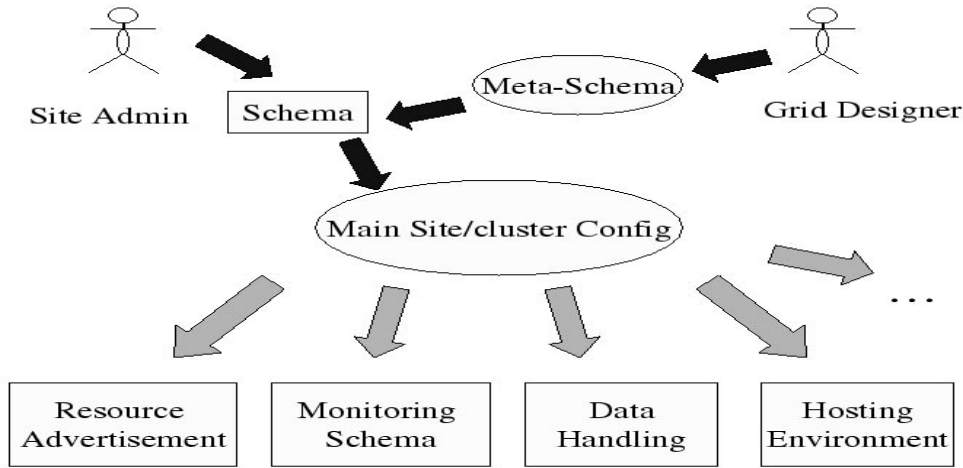 Site Admin
Schema
Meta-Schema
Grid Designer
Main Site/cluster Config
...
Resource
Advertisement
Monitoring
Schema
Data
Handling
Hosting
Environment